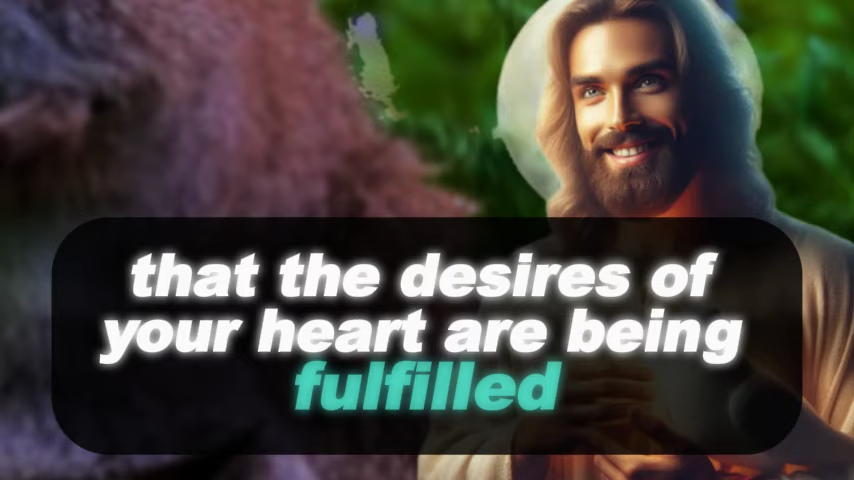 that the desires of
your heart are being
fulfilled